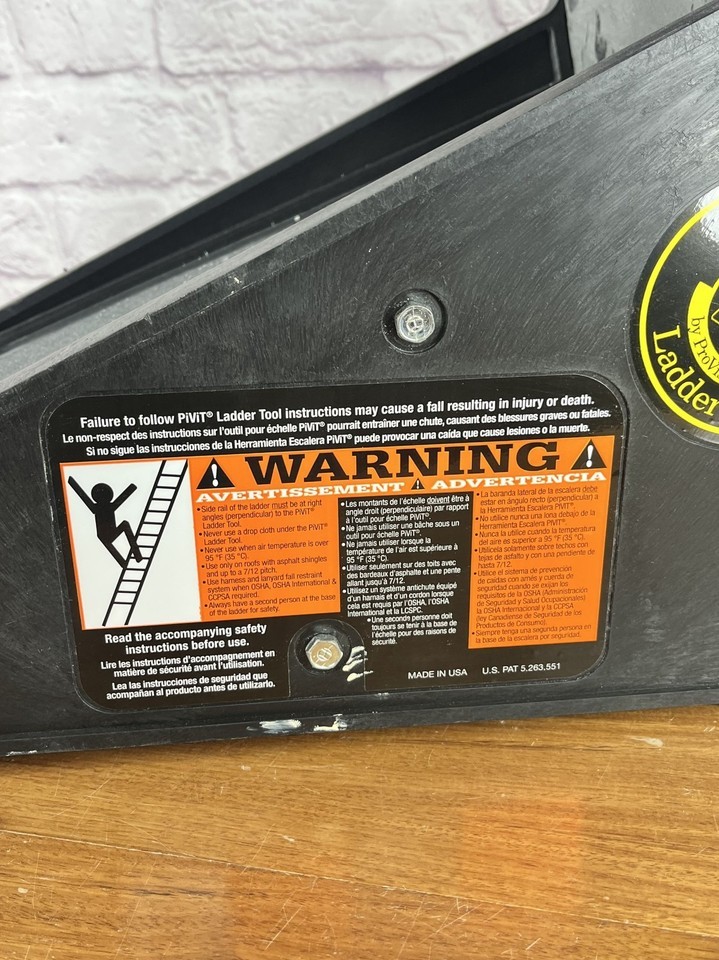 Failure to follow PiViT® Ladder Tool instructions may cause a fall resulting in injury or death.
Le non-respect des instructions sur l'outil pour échelle PiViT® pourrait entraîner une chute, causant des blessures graves ou fatales.
Si no sigue las instrucciones de la Herramienta Escalera PiViT® puede provocar una caída que cause lesiones o la muerte.
WARNING
AVERTISSEMENT ADVERTENCIA
•Side rail of the ladder must be at right
angles (perpendicular) to the PiViT®
Ladder Tool.
•Never use a drop cloth under the PiViT®
Ladder Tool.
•Never use when air temperature is over
95 °F (35 °C).
•Use only on roofs with asphalt shingles
and up to 7/12 pitch.
•Use harness and lanyard fall restraint
system when OSHA, OSHA International &
CCPSA required.
•Always have a second person at the base
of the ladder for safety.
•Les montants de l'échelle doivent être à
angle droit (perpendiculaire) par rapport
à l'outil pour échelle PiViT®.
•Ne jamais utiliser une bâche sous un
outil pour échelle PiViT®.
•Ne jamais utiliser lorsque la
température de l'air est supérieure à
95 °F (35 °C).
•Utiliser seulement sur des toits avec
des bardeaux d'asphalte et une pente
allant jusqu'à 7/12.
•Utilisez un système antichute équipé
d'un harnais et d'un cordon lorsque
cela est requis par l'OSHA, l'OSHA
International et la LCSPC.
•Une seconde personne doit
toujours se tenir à la base de
l'échelle pour des raisons de
sécurité.
•La baranda lateral de la escalera debe
estar en ángulo recto (perpendicular) a
la Herramienta Escalera PiViT®.
•No utilice nunca una lona debajo de la
Herramienta Escalera PiViT®.
•Nunca la utilice cuando la temperatura
del aire es superior a 95 °F (35 °C).
•Utilícela solamente sobre techos con
tejas de asfalto y con una pendiente de
hasta 7/12.
•Utilice el sistema de prevención
de caídas con arnés y cuerda de
seguridad cuando se exijan los
requisitos de la OSHA (Administración
de Seguridad y Salud Ocupacionales)
la OSHA International y la CCPSA
(ley Canadiense de Seguridad de los
Productos de Consumo).
•Siempre tenga una segunda persona en
la base de la escalera por seguridad.
Read the accompanying safety
instructions before use.
Lire les instructions d'accompagnement en
matière de sécurité avant l'utilisation.
Lea las instrucciones de seguridad que
acompañan al producto antes de utilizarlo.
MADE IN USA U.S. PAT 5,263,551
by ProVi
Ladder